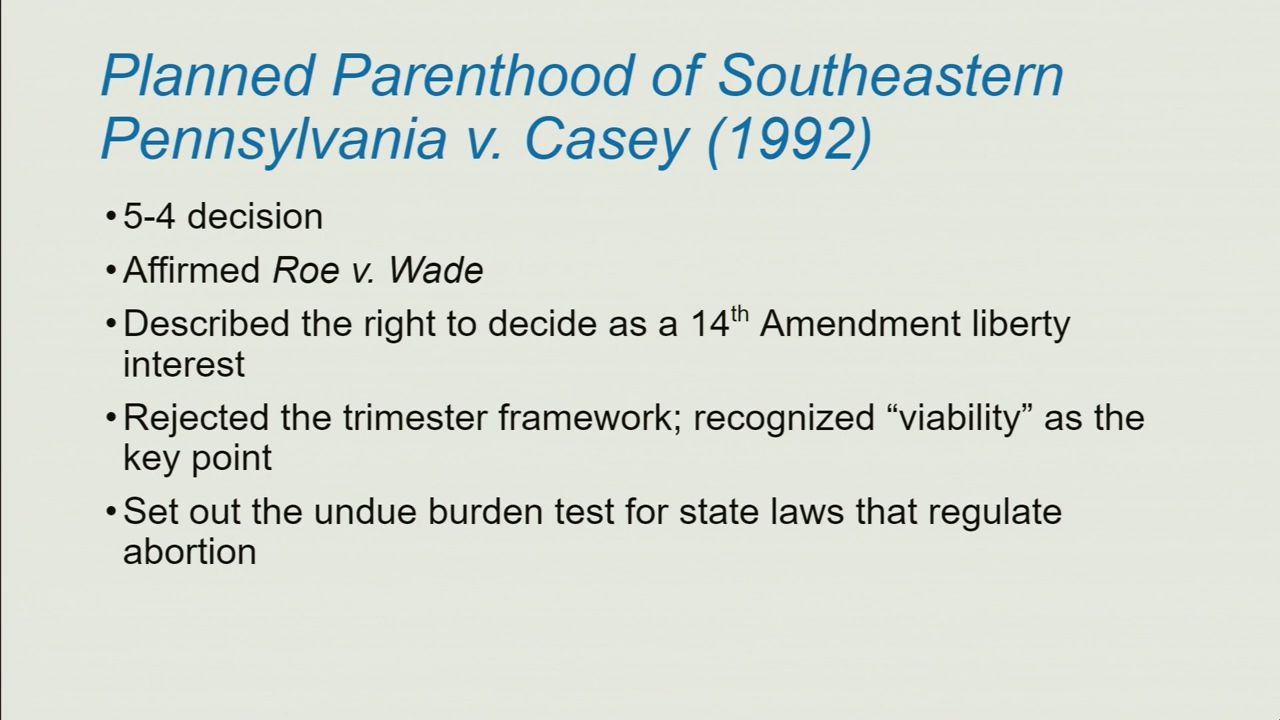 Planned Parenthood of Southeastern
Pennsylvania v. Casey (1992)
•5-4 decision
•Affirmed Roe v. Wade
•Described the right to decide as a 14th Amendment liberty
interest
•Rejected the trimester framework; recognized “viability” as the
key point
•Set out the undue burden test for state laws that regulate
abortion